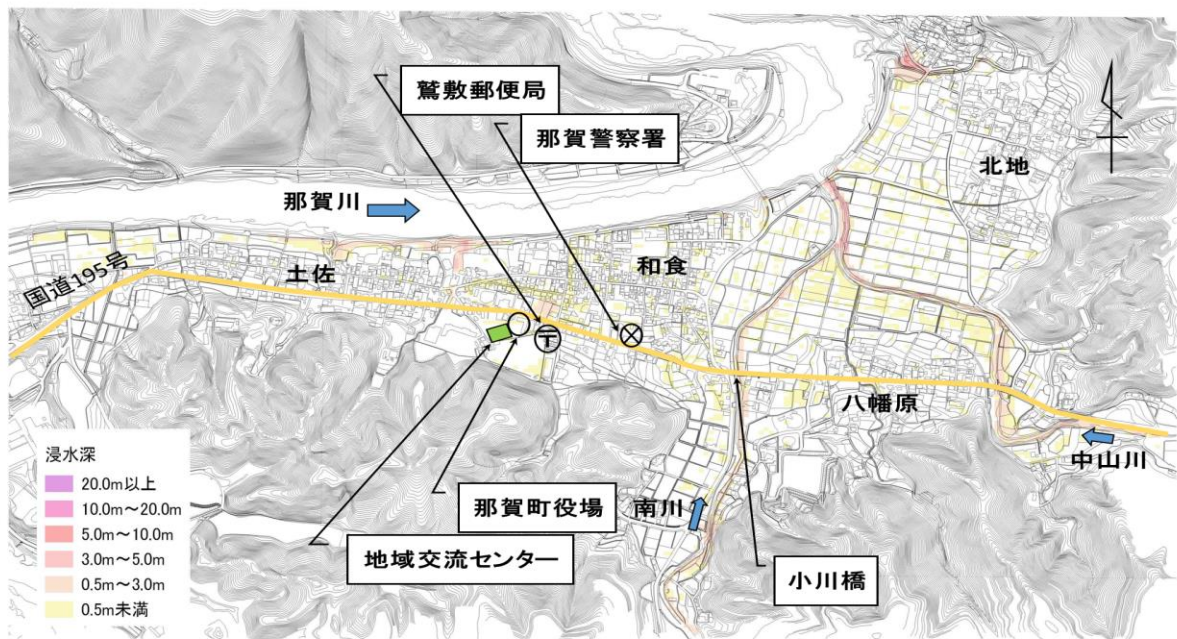 鷲敷郵便局
那賀警察署
北地
那賀川
国道195号
土佐
和食
〒
八幡原
中山川
浸水深
20.0m以上
10.0m～20.0m
5.0m～10.0m
3.0m～5.0m
0.5m～3.0m
0.5m未満
那賀町役場
南川
地域交流センター
小川橋